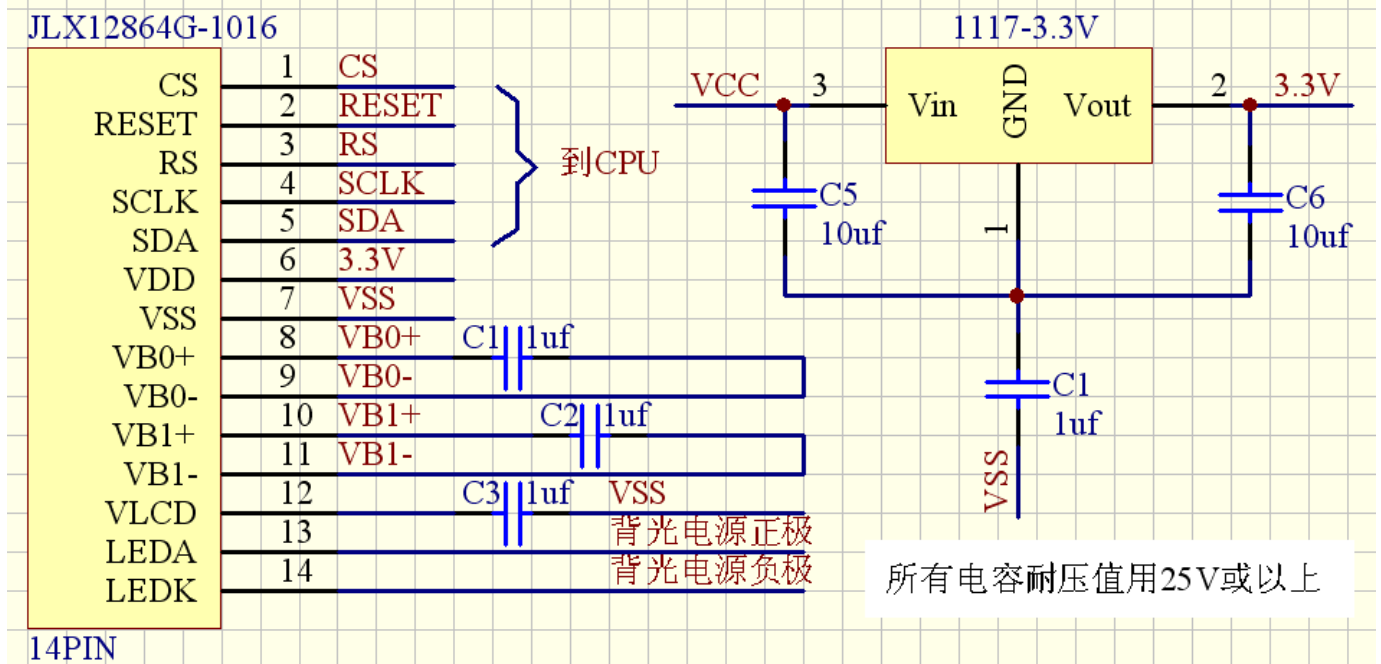 JLX12864G-1016
CS 1 CS
RESET 2 RESET
RS 3 RS
SCLK 4 SCLK
SDA 5 SDA
VDD 6 3.3V
VSS 7 VSS
VB0+ 8 VB0+ C1 1uf
VB0- 9 VB0-
VB1+ 10 VB1+ C2 1uf
VB1- 11 VB1-
VLCD 12 C3 1uf VSS
LEDA 13 背光电源正极
LEDK 14 背光电源负极
14PIN
到CPU
1117-3.3V
VCC 3 Vin GND Vout 2 3.3V
1
C5
10uf
C6
10uf
C1
1uf
VSS
所有电容耐压值用25V或以上